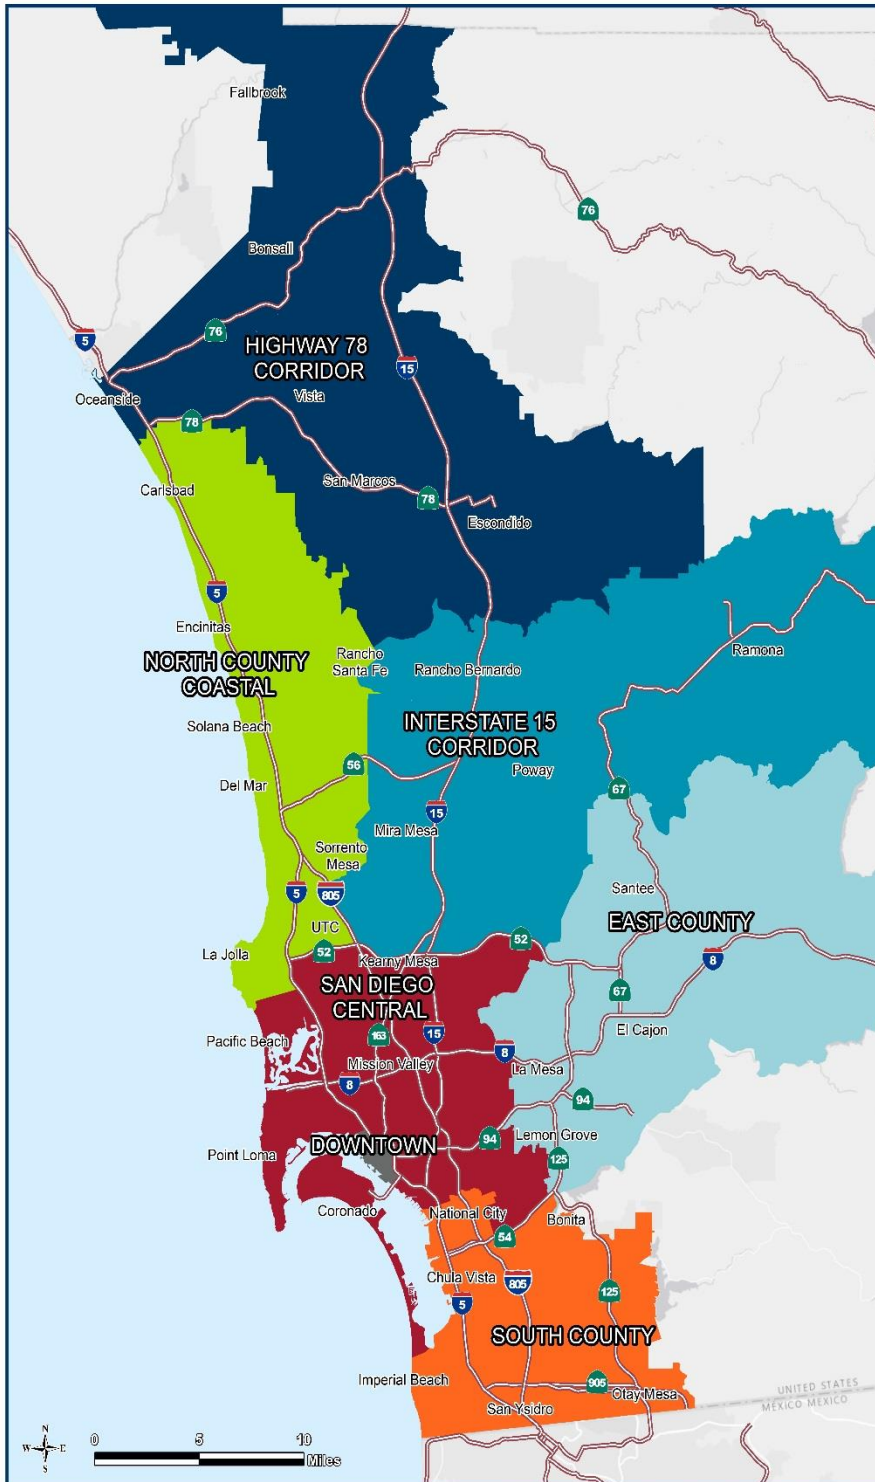 Fallbrook
76
Bonsall
5
76
HIGHWAY 78
CORRIDOR
15
Oceanside
Vista
78
Carlsbad
San Marcos
78
Escondido
5
Encinitas
NORTH COUNTY
COASTAL
Rancho
Santa Fe
Rancho Bernardo
Ramona
Solana Beach
INTERSTATE 15
CORRIDOR
56
Del Mar
Poway
67
15
Mira Mesa
Sorrento
Mesa
5
805
Santee
UTC
EAST COUNTY
52
52
La Jolla
Kearny Mesa
8
SAN DIEGO
CENTRAL
67
El Cajon
Pacific Beach
163
15
Mission Valley
8
La Mesa
8
94
Lemon Grove
94
DOWNTOWN
Point Loma
125
Coronado
National City
Bonita
54
Chula Vista
805
5
125
SOUTH COUNTY
Imperial Beach
905
Otay Mesa
San Ysidro
UNITED STATES
MÉXICO MEXICO
N
W E
S
0 5 10
Miles